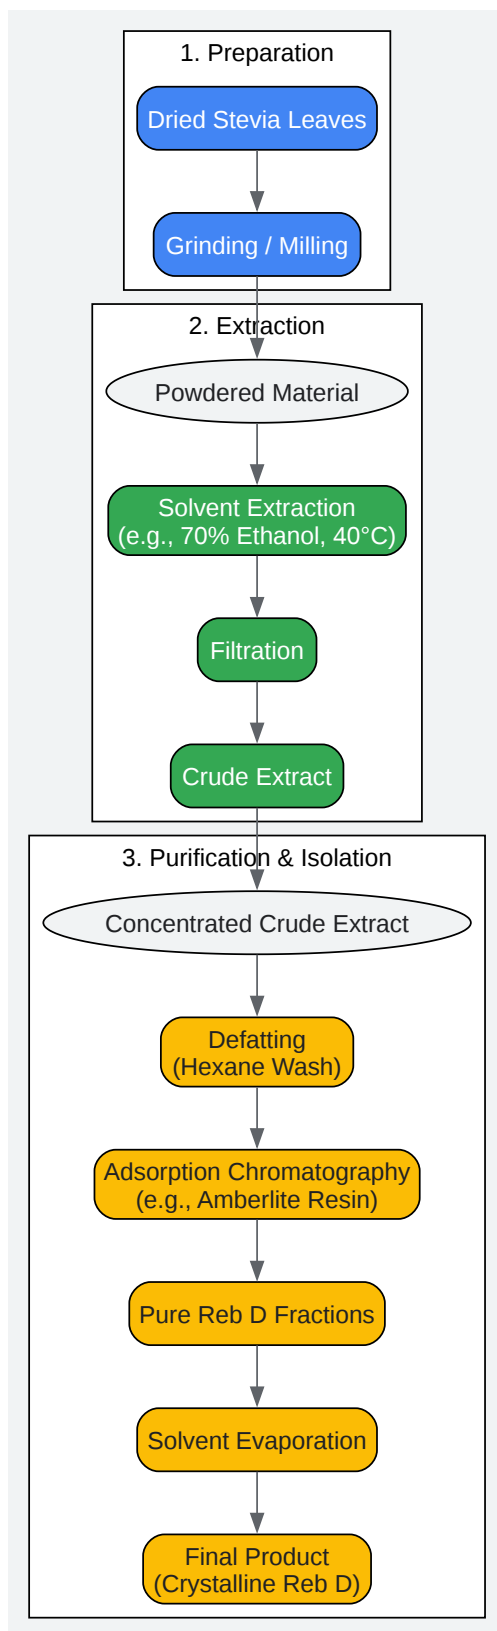 1. Preparation
Dried Stevia Leaves
Grinding / Milling
2. Extraction
Powdered Material
Solvent Extraction
(e.g., 70% Ethanol, 40°C)
Filtration
Crude Extract
3. Purification & Isolation
Concentrated Crude Extract
Defatting
(Hexane Wash)
Adsorption Chromatography
(e.g., Amberlite Resin)
Pure Reb D Fractions
Solvent Evaporation
Final Product
(Crystalline Reb D)